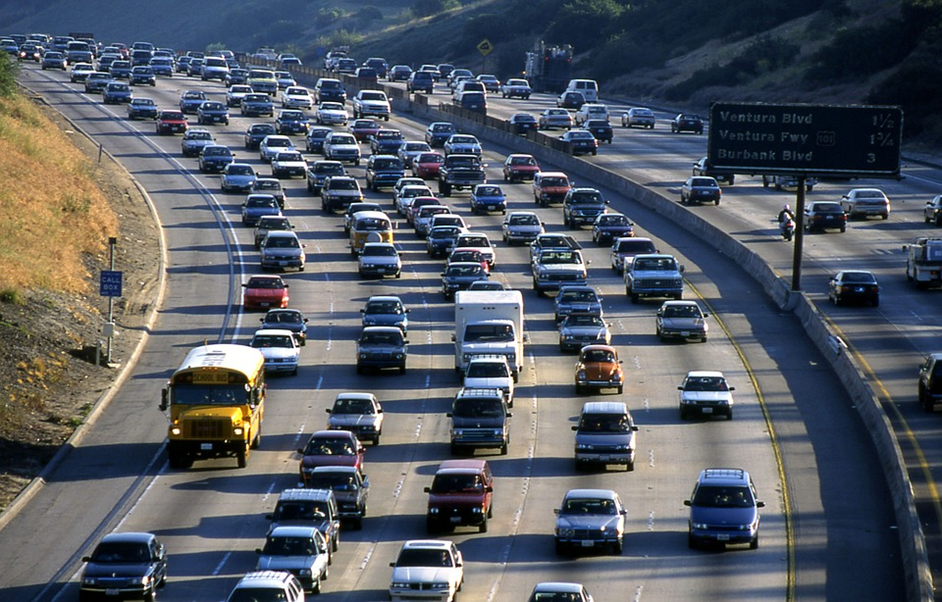 Ventura Blvd 1½
Ventura Fwy 101 1¾
Burbank Blvd 3
CALL
BOX
SCHOOL BUS